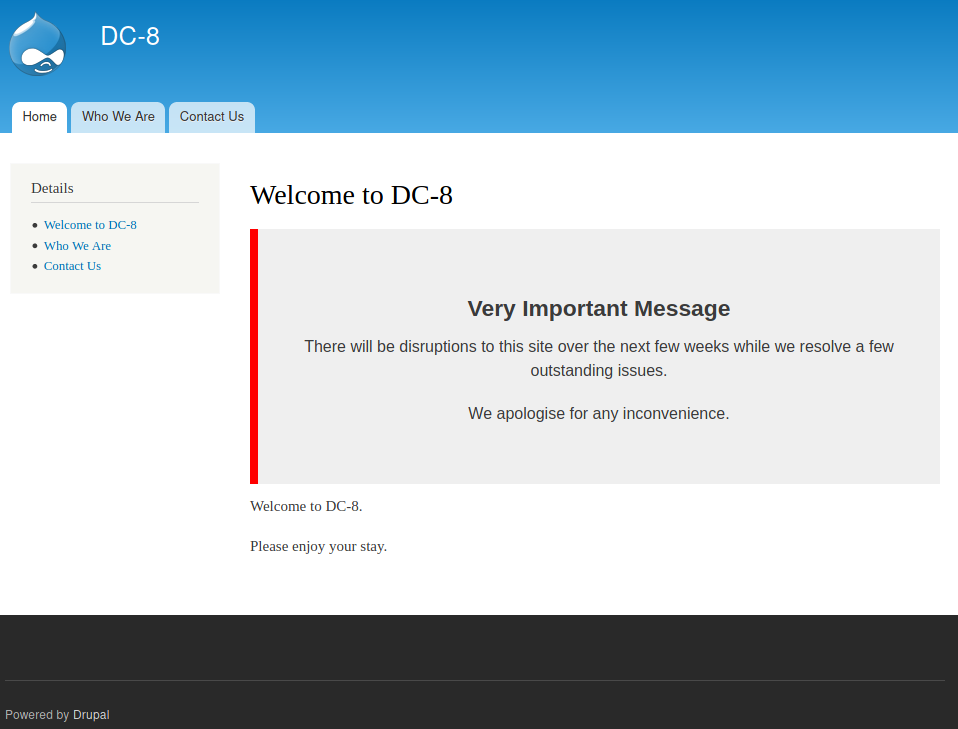 DC-8
Home
Who We Are
Contact Us
Details
Welcome to DC-8
Who We Are
Contact Us
Welcome to DC-8
Very Important Message
There will be disruptions to this site over the next few weeks while we resolve a few
outstanding issues.
We apologise for any inconvenience.
Welcome to DC-8.
Please enjoy your stay.
Powered by Drupal